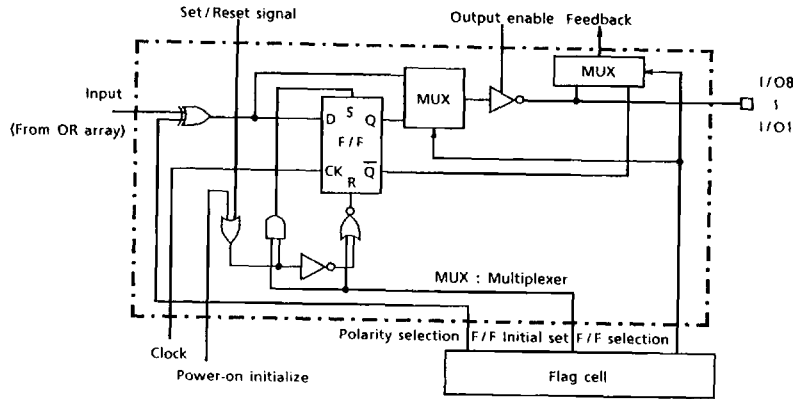 Set/Reset signal
Output enable Feedback
MUX
Input
MUX
I/O8
S
I/O1
(From OR array)
D S Q
F/F
CK Q
R
MUX : Multiplexer
Polarity selection F/F Initial set F/F selection
Clock
Power-on initialize
Flag cell